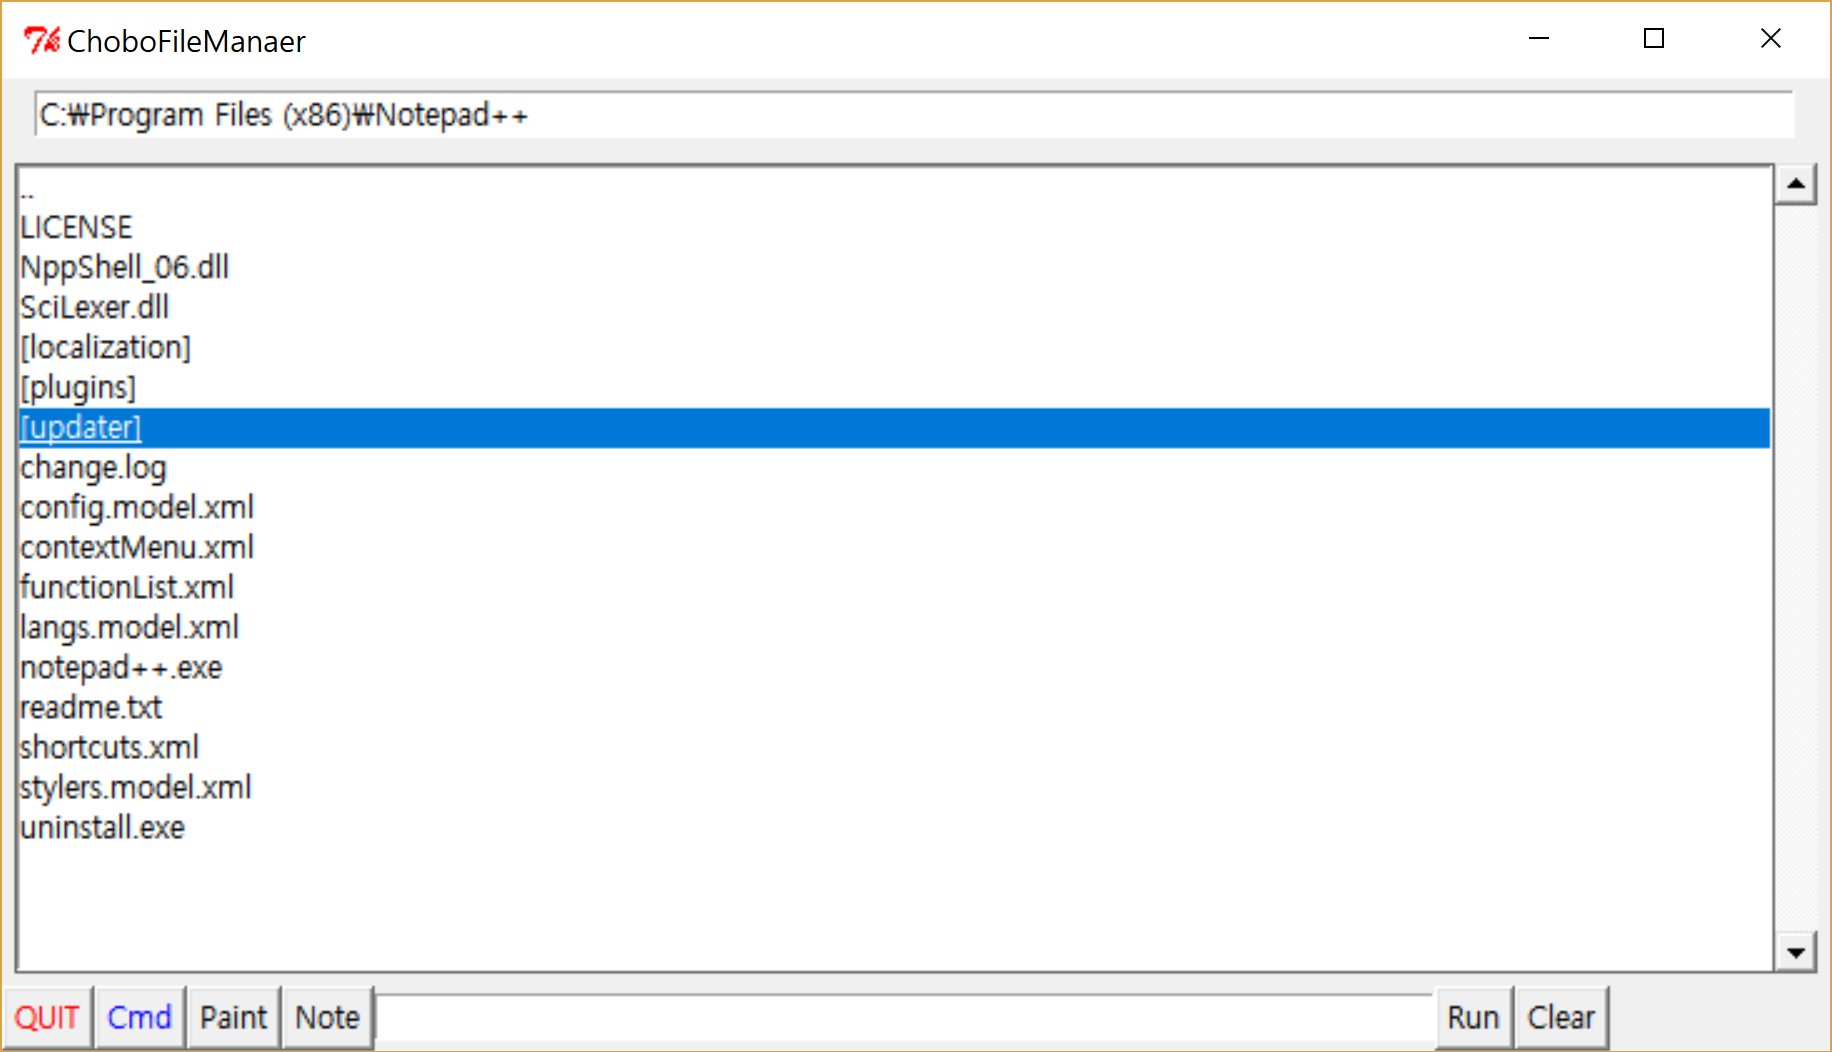 ChoboFileManaer
C:₩Program Files (x86)₩Notepad++
..
LICENSE
NppShell_06.dll
SciLexer.dll
[localization]
[plugins]
[updater]
change.log
config.model.xml
contextMenu.xml
functionList.xml
langs.model.xml
notepad++.exe
readme.txt
shortcuts.xml
stylers.model.xml
uninstall.exe
QUIT Cmd Paint Note Run Clear